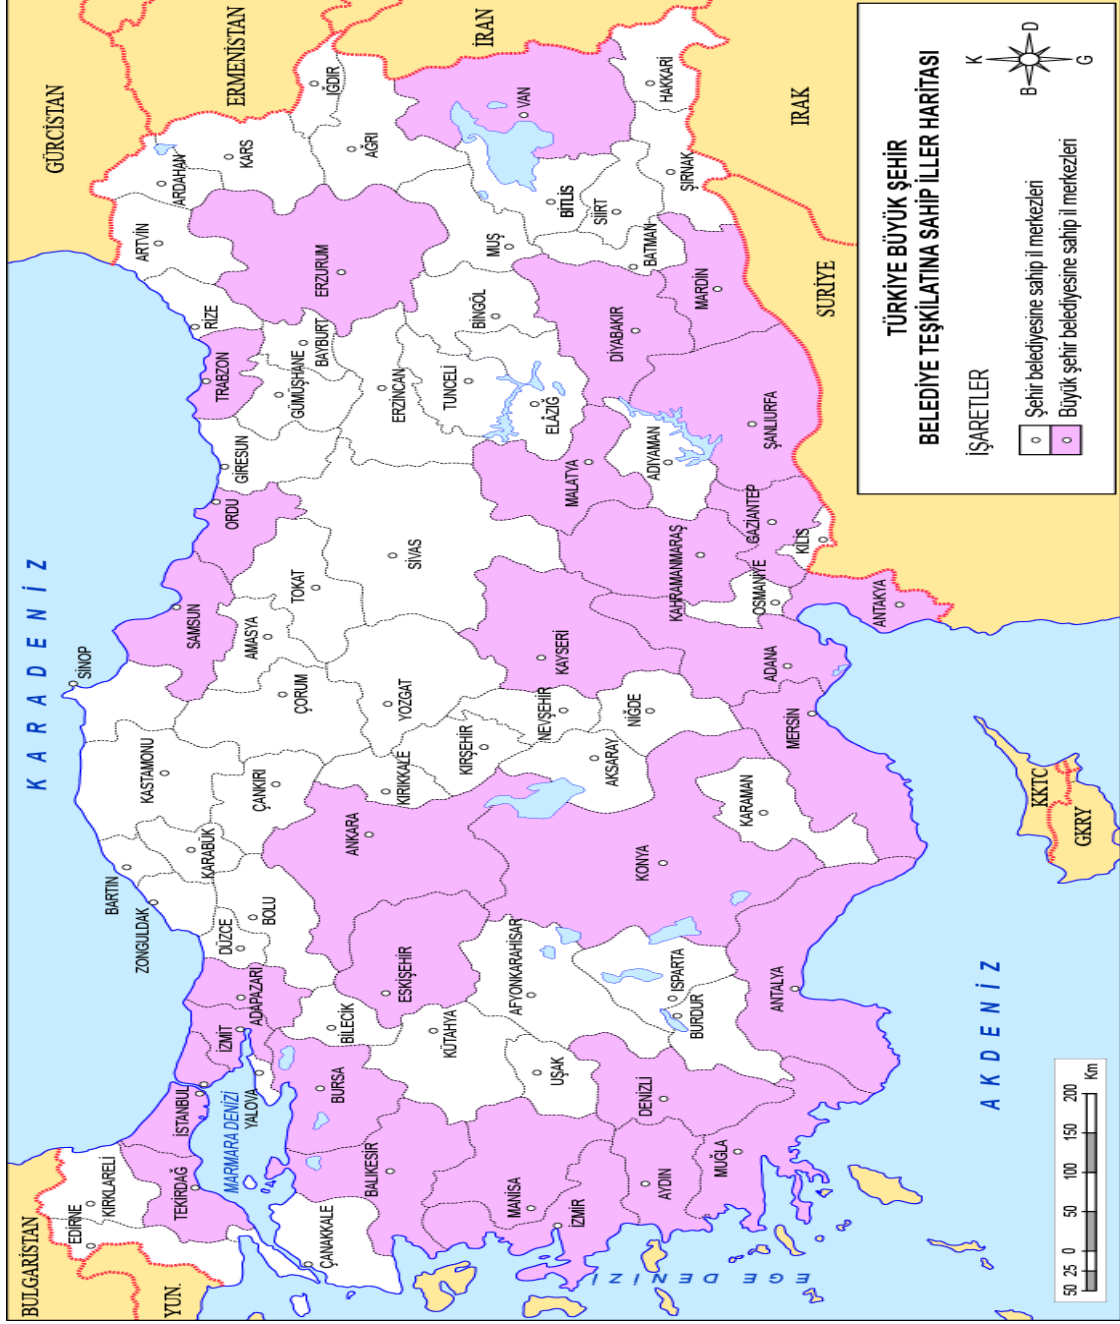 BULGARİSTAN
YUN.
GÜRCİSTAN
ERMENİSTAN
İRAN
IRAK
SURİYE
KKTC
GKRY
KARADENİZ
MARMARA DENİZİ
EGE DENİZİ
AKDENİZ
EDİRNE
KIRKLARELİ
TEKİRDAĞ
İSTANBUL
ÇANAKKALE
YALOVA
İZMİT
ADAPAZARI
DÜZCE
BOLU
ZONGULDAK
BARTIN
KARABÜK
KASTAMONU
ÇANKIRI
SİNOP
SAMSUN
AMASYA
ÇORUM
TOKAT
ORDU
GİRESUN
TRABZON
GÜMÜŞHANE
BAYBURT
RİZE
ARTVİN
ARDAHAN
KARS
IĞDIR
AĞRI
ERZURUM
ERZİNCAN
TUNCELİ
BİNGÖL
MUŞ
BİTLİS
VAN
HAKKARİ
ŞIRNAK
SİİRT
BATMAN
MARDİN
DİYABAKIR
ELÂZIĞ
MALATYA
ADIYAMAN
ŞANLIURFA
GAZİANTEP
KİLİS
KAHRAMANMARAŞ
OSMANİYE
ANTAKYA
ADANA
MERSİN
SİVAS
KAYSERİ
YOZGAT
KIRŞEHİR
NEVŞEHİR
NİĞDE
AKSARAY
KIRIKKALE
ANKARA
KONYA
KARAMAN
ESKİŞEHİR
BİLECİK
BURSA
BALIKESİR
KÜTAHYA
AFYONKARAHİSAR
UŞAK
MANİSA
İZMİR
AYDIN
DENİZLİ
MUĞLA
ISPARTA
BURDUR
ANTALYA
TÜRKİYE BÜYÜK ŞEHİR
BELEDİYE TEŞKİLATINA SAHİP İLLER HARİTASI
İŞARETLER
Şehir belediyesine sahip il merkezleri
Büyük şehir belediyesine sahip il merkezleri
K
B
D
G
50 25 0 50 100 150 200
Km